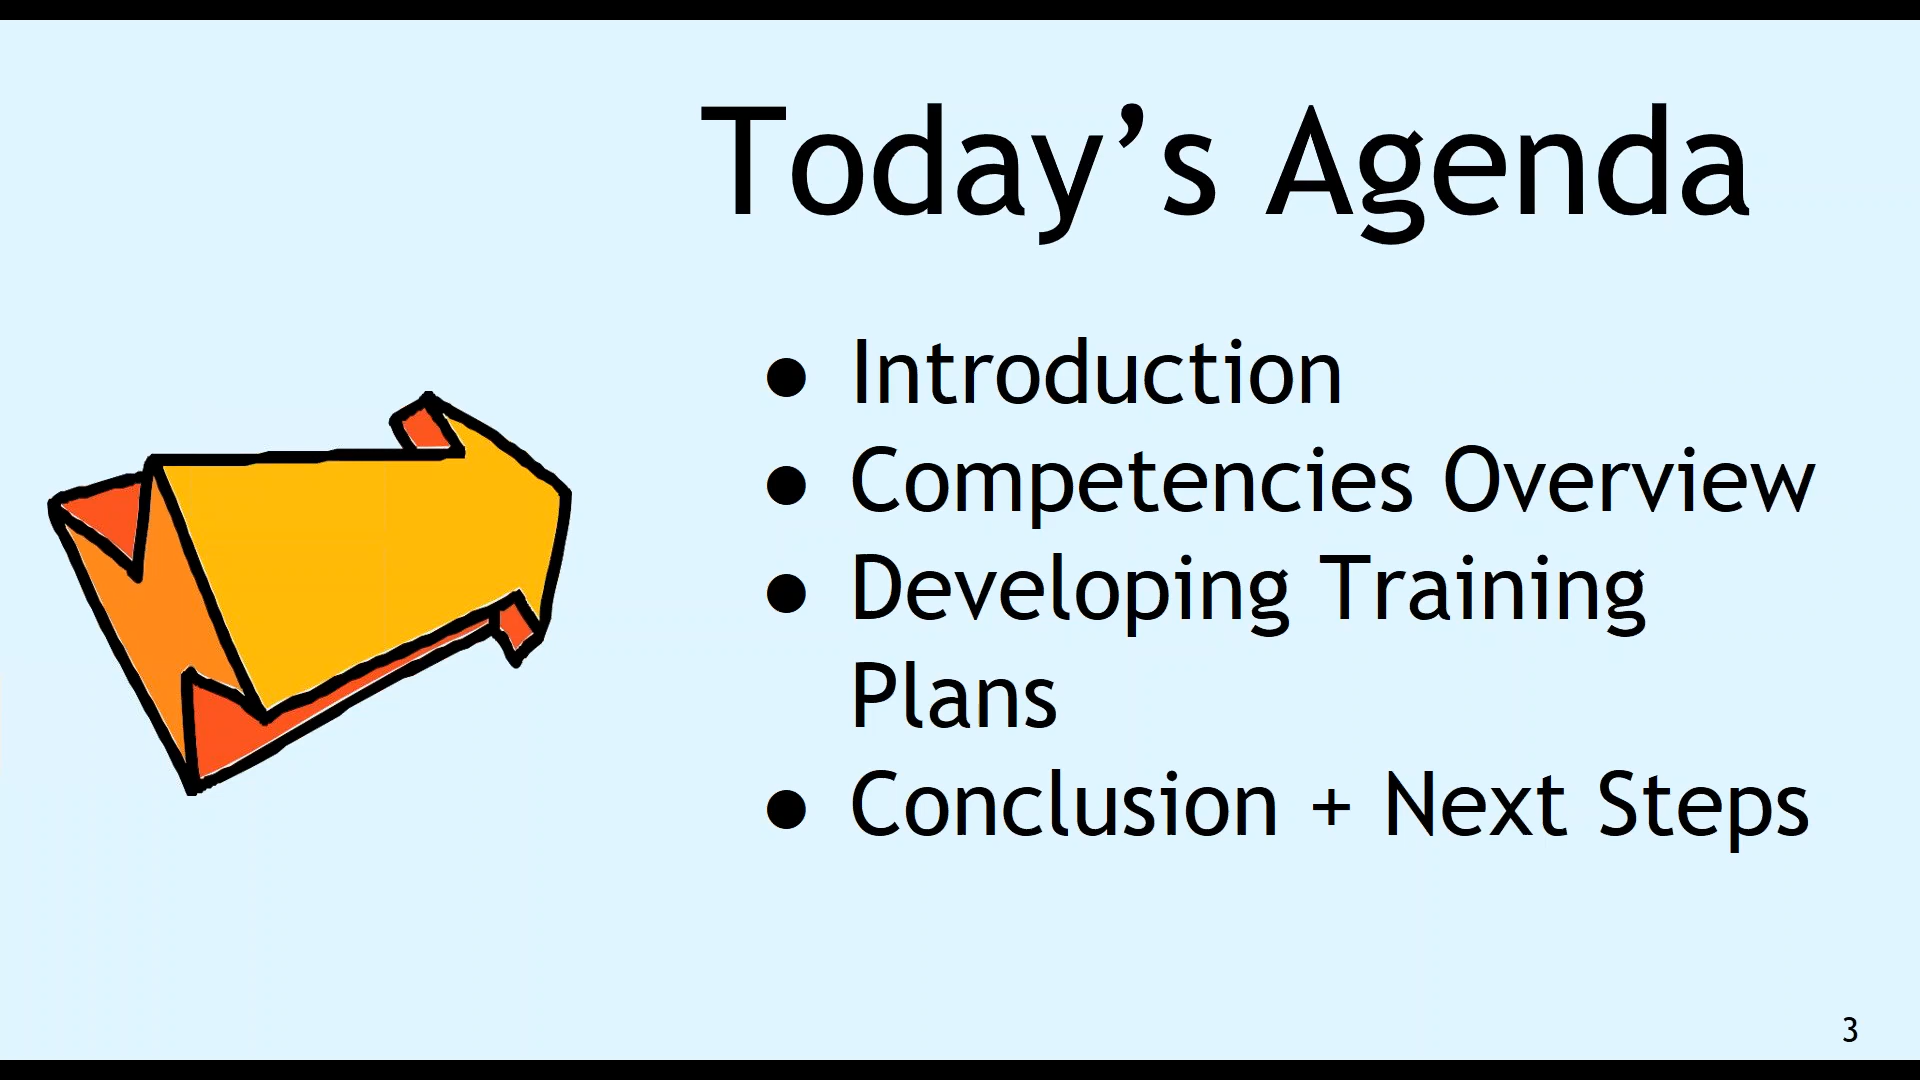 Today’s Agenda
● Introduction
● Competencies Overview
● Developing Training
Plans
● Conclusion + Next Steps
3